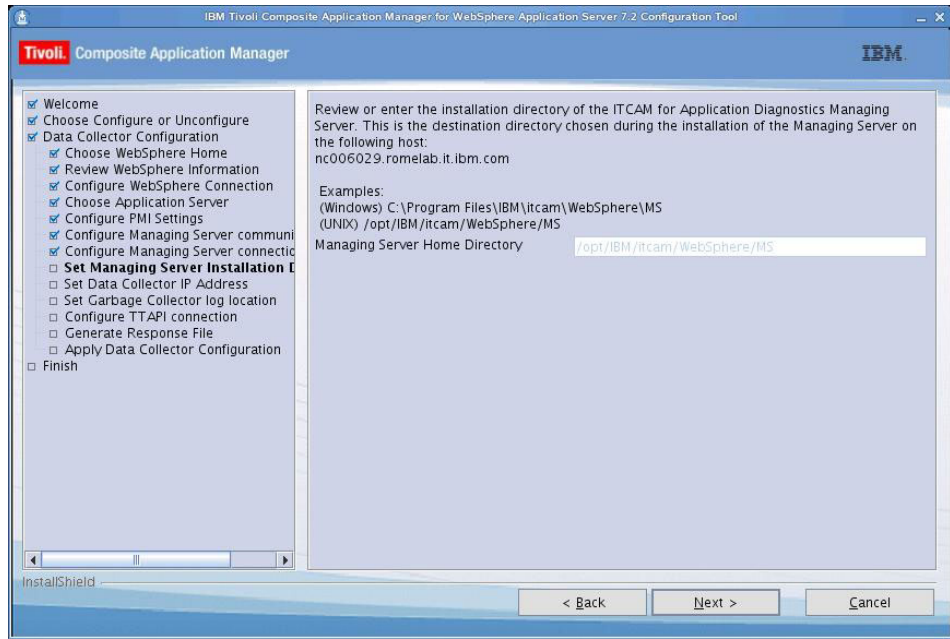 IBM Tivoli Composite Application Manager for WebSphere Application Server 7.2 Configuration Tool
Tivoli. Composite Application Manager
IBM.
Welcome
Choose Configure or Unconfigure
Data Collector Configuration
Choose WebSphere Home
Review WebSphere Information
Configure WebSphere Connection
Choose Application Server
Configure PMI Settings
Configure Managing Server communi
Configure Managing Server connectic
Set Managing Server Installation D
Set Data Collector IP Address
Set Garbage Collector log location
Configure TTAPI connection
Generate Response File
Apply Data Collector Configuration
Finish
Review or enter the installation directory of the ITCAM for Application Diagnostics Managing
Server. This is the destination directory chosen during the installation of the Managing Server on
the following host:
nc006029.romelab.it.ibm.com
Examples:
(Windows) C:\Program Files\IBM\itcam\WebSphere\MS
(UNIX) /opt/IBM/itcam/WebSphere/MS
Managing Server Home Directory /opt/IBM/itcam/WebSphere/MS
InstallShield
< Back Next > Cancel